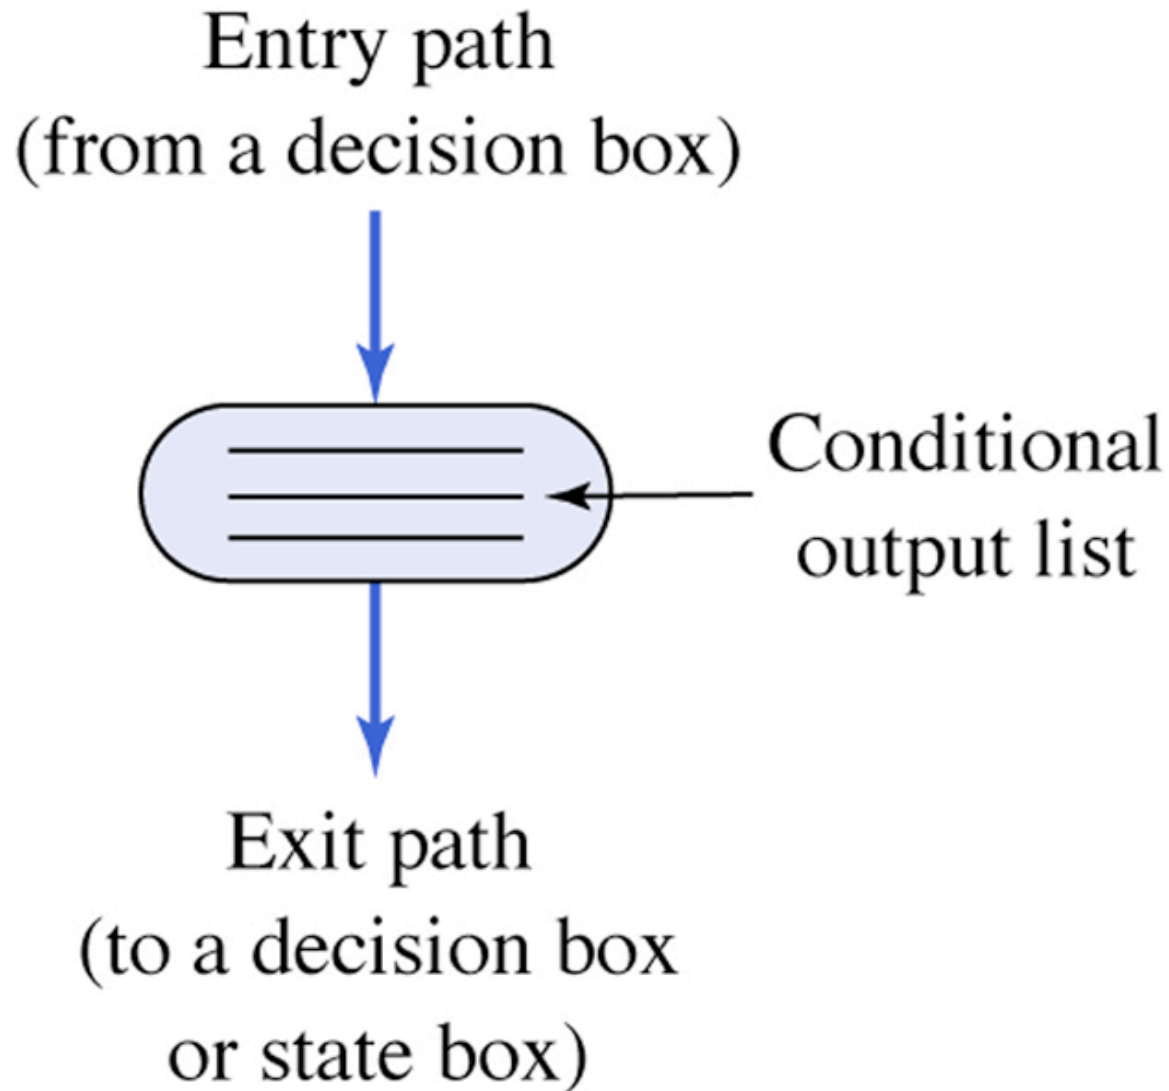 Entry path
(from a decision box)
Conditional
output list
Exit path
(to a decision box
or state box)